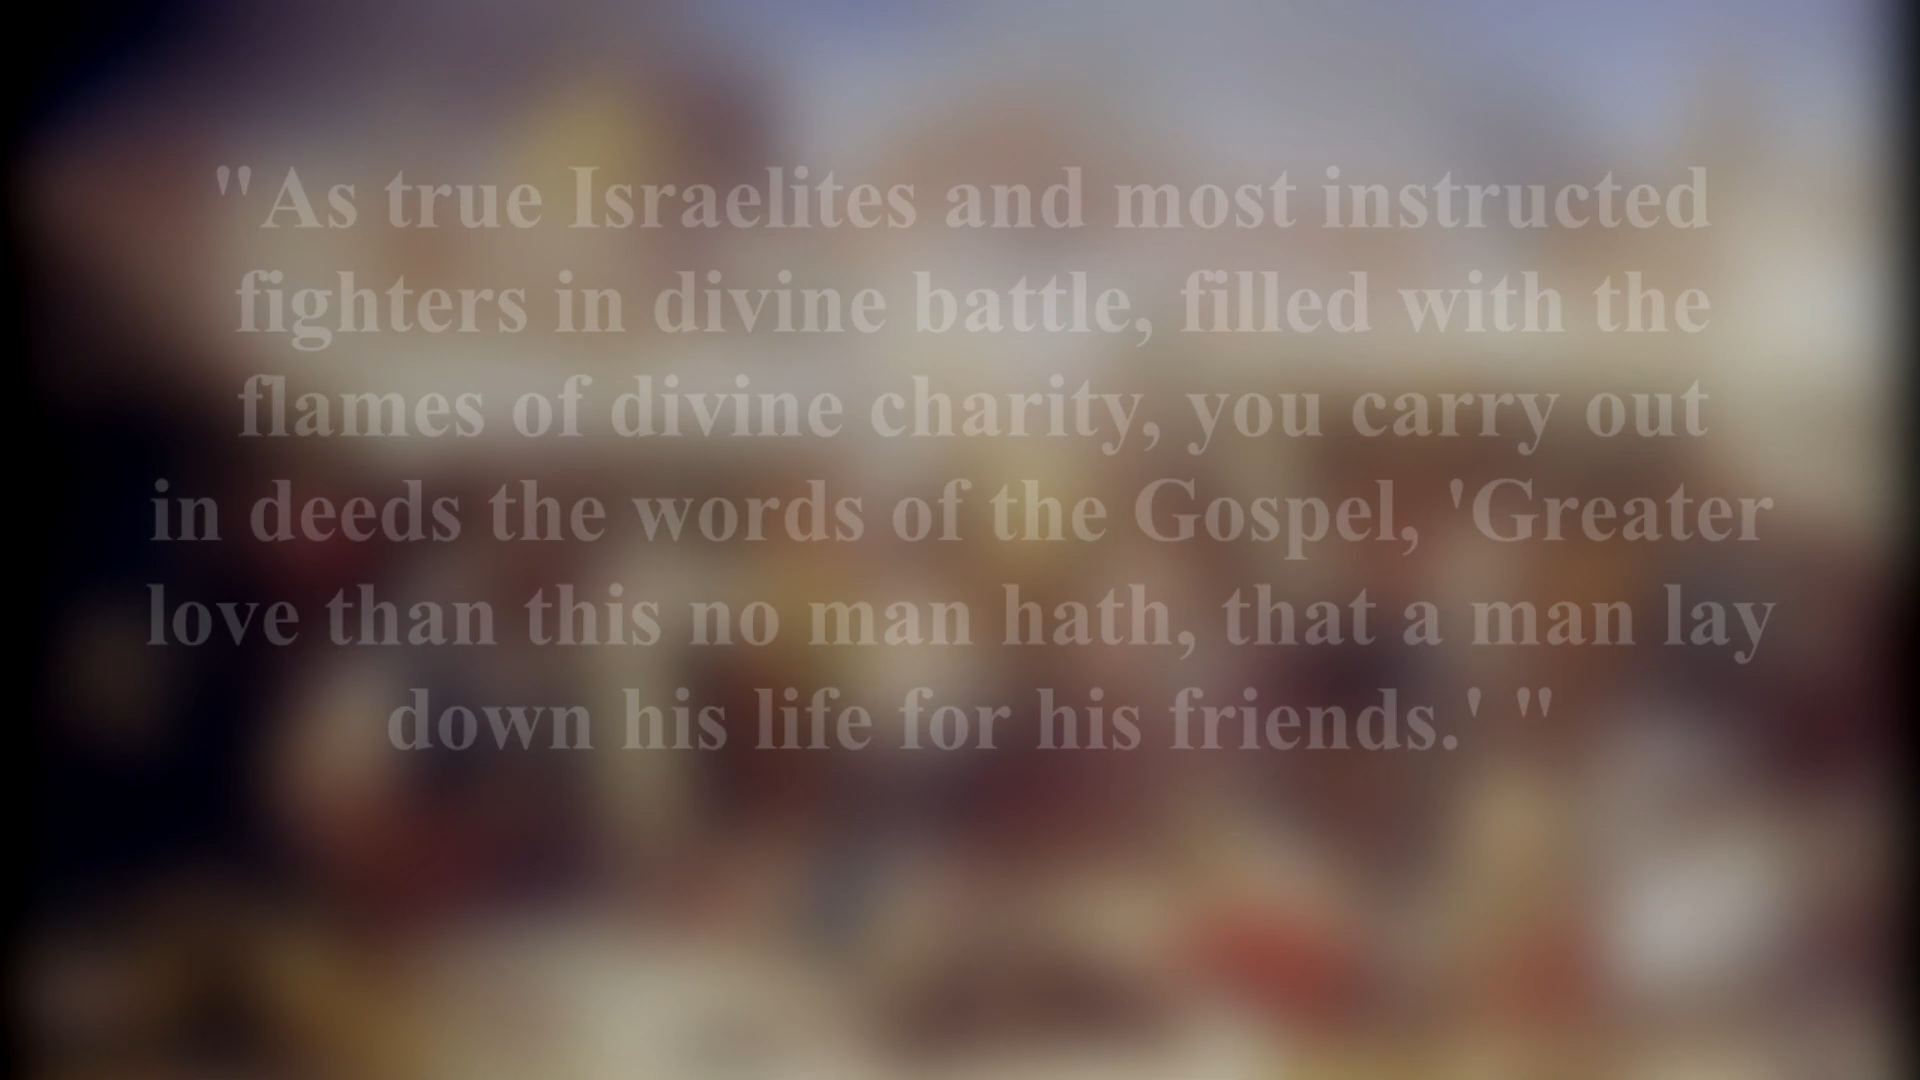 "As true Israelites and most instructed
fighters in divine battle, filled with the
flames of divine charity, you carry out
in deeds the words of the Gospel, 'Greater
love than this no man hath, that a man lay
down his life for his friends.' "